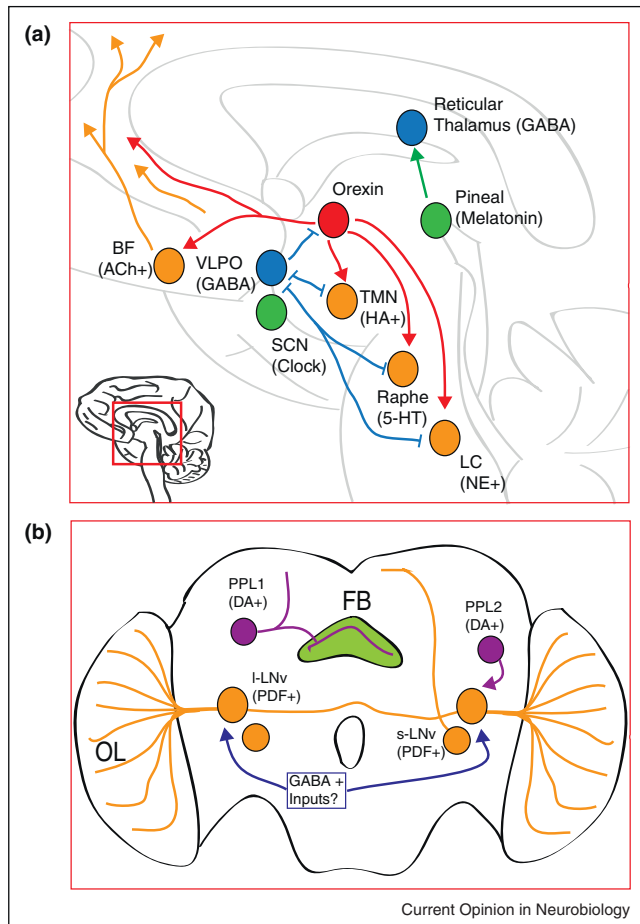 (a)
Reticular
Thalamus (GABA)
Orexin
Pineal
(Melatonin)
BF
(ACh+)
VLPO
(GABA)
TMN
(HA+)
SCN
(Clock)
Raphe
(5-HT)
LC
(NE+)
(b)
PPL1
(DA+)
FB
PPL2
(DA+)
l-LNv
(PDF+)
OL
s-LNv
(PDF+)
GABA +
Inputs?
Current Opinion in Neurobiology